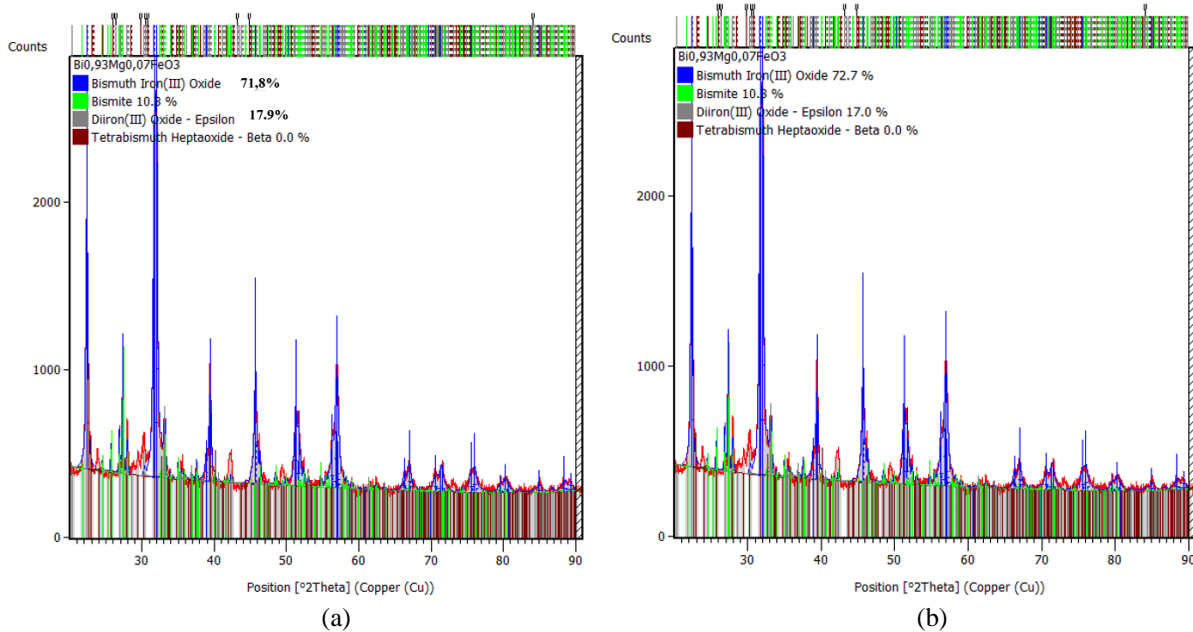 Counts
Bi0,93Mg0,07FeO3
Bismuth Iron(III) Oxide 71,8%
Bismite 10.3 %
Diiron(III) Oxide - Epsilon 17.9%
Tetrabismuth Heptaoxide - Beta 0.0 %
2000
1000
0
30 40 50 60 70 80 90
Position [°2Theta] (Copper (Cu))
(a)
Counts
Bi0,93Mg0,07FeO3
Bismuth Iron(III) Oxide 72.7 %
Bismite 10.3 %
Diiron(III) Oxide - Epsilon 17.0 %
Tetrabismuth Heptaoxide - Beta 0.0 %
2000
1000
0
30 40 50 60 70 80 90
Position [°2Theta] (Copper (Cu))
(b)